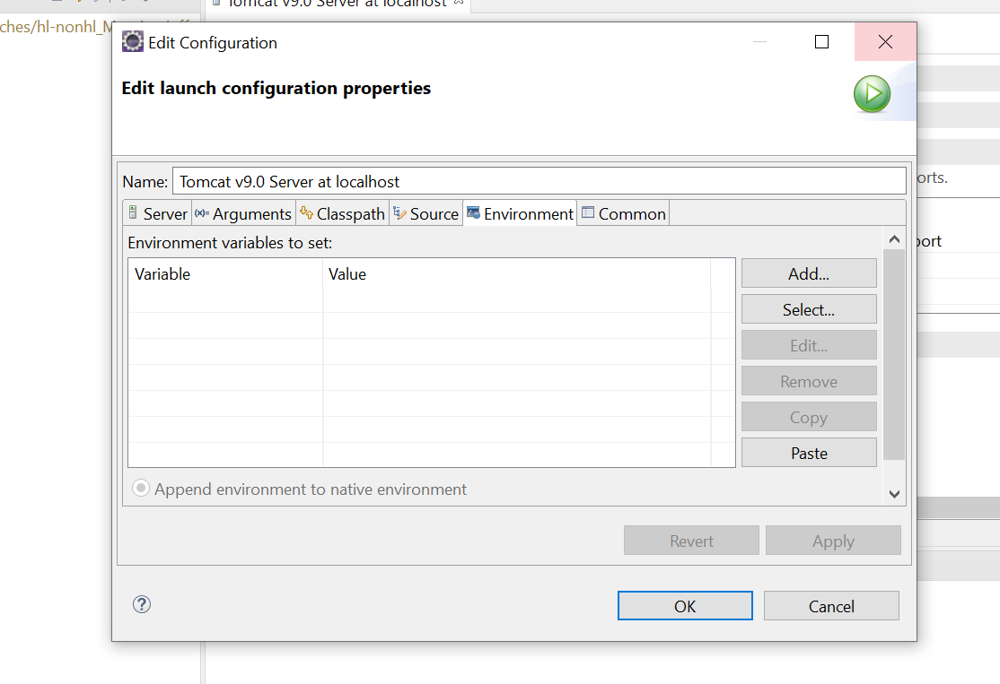 Tomcat v9.0 Server at localhost
ches/hl-nonhl_M
Edit Configuration
Edit launch configuration properties
orts.
Name: Tomcat v9.0 Server at localhost
Server (x)= Arguments Classpath Source Environment Common
Environment variables to set:
port
Variable Value
Add...
Select...
Edit...
Remove
Copy
Paste
Append environment to native environment
Revert Apply
? OK Cancel